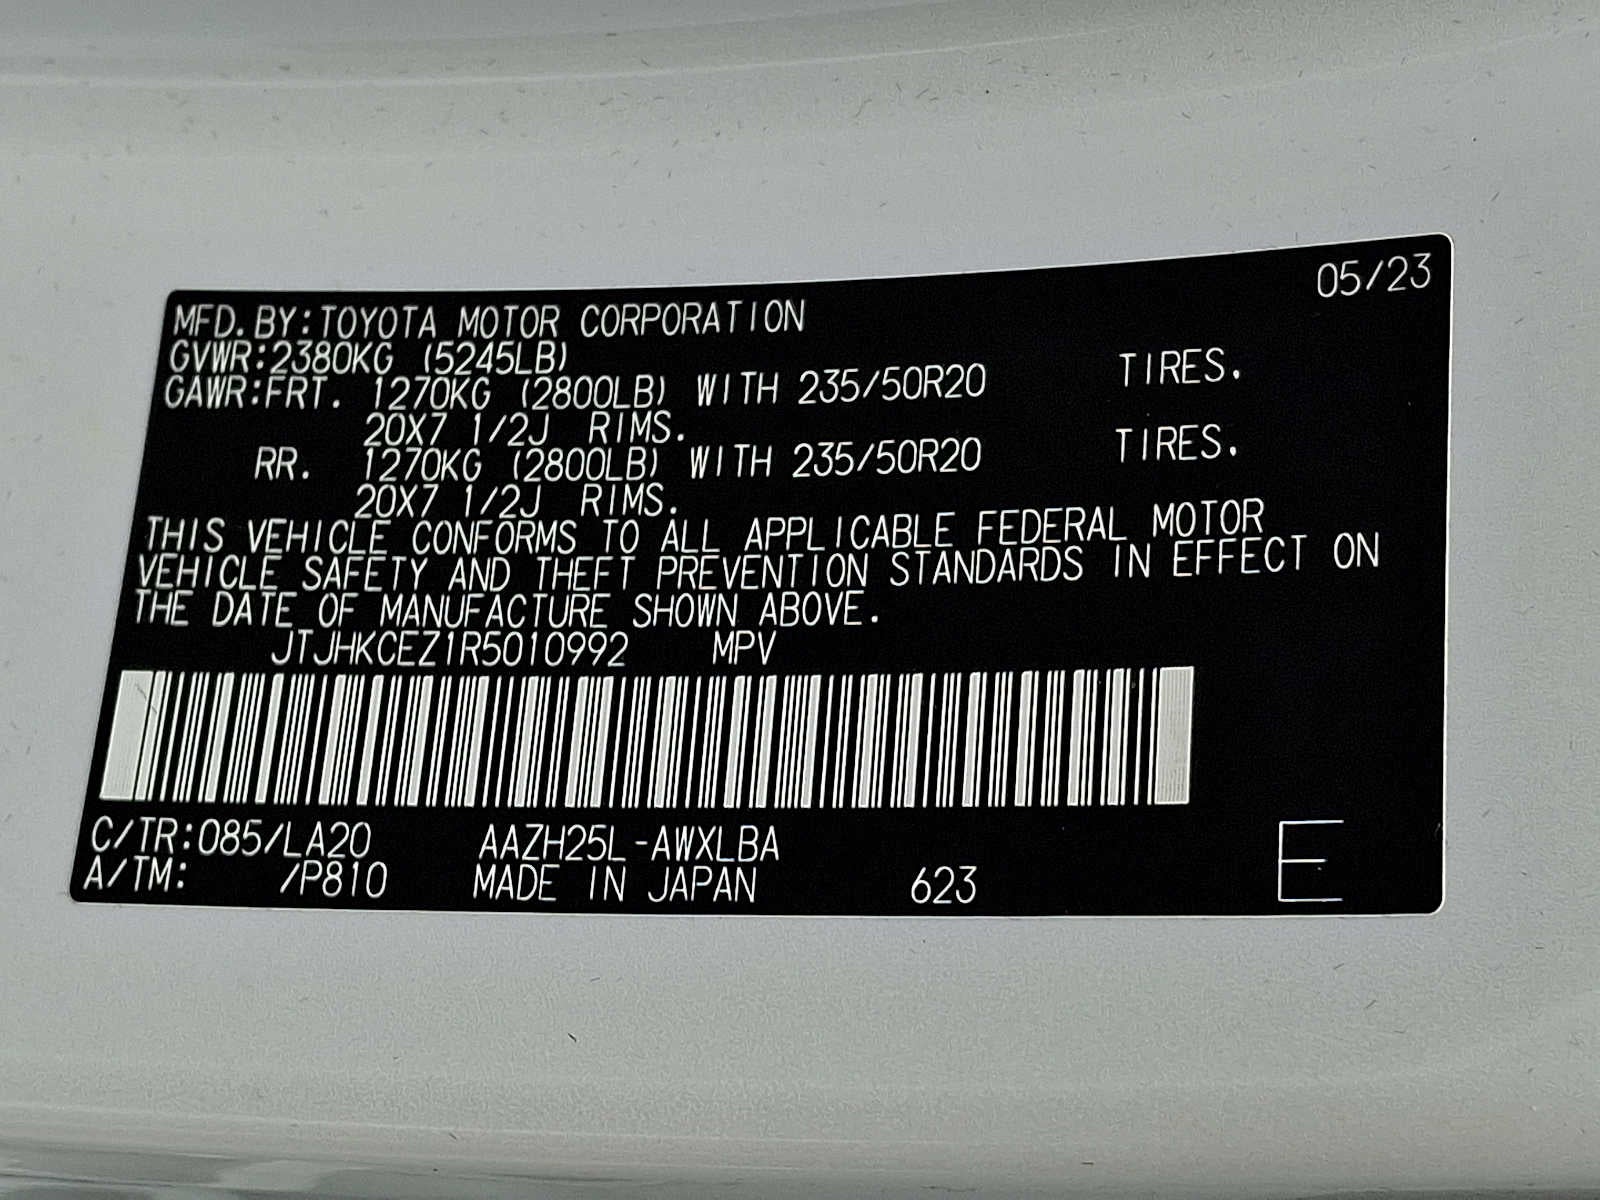 05/23
MFD.BY:TOYOTA MOTOR CORPORATION
GVWR:2380KG (5245LB)
GAWR:FRT. 1270KG (2800LB) WITH 235/50R20 TIRES.
20X7 1/2J RIMS.
RR. 1270KG (2800LB) WITH 235/50R20 TIRES.
20X7 1/2J RIMS.
THIS VEHICLE CONFORMS TO ALL APPLICABLE FEDERAL MOTOR
VEHICLE SAFETY AND THEFT PREVENTION STANDARDS IN EFFECT ON
THE DATE OF MANUFACTURE SHOWN ABOVE.
JTJHKCEZ1R5010992 MPV
C/TR:085/LA20 AAZH25L-AWXLBA
A/TM: /P810 MADE IN JAPAN 623 E